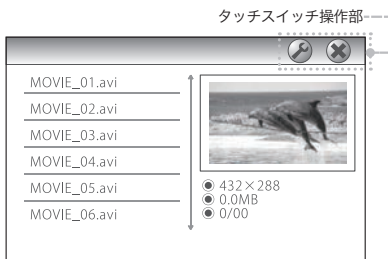 タッチスイッチ操作部
MOVIE_01.avi
MOVIE_02.avi
MOVIE_03.avi
MOVIE_04.avi
MOVIE_05.avi
MOVIE_06.avi
432×288
0.0MB
0/00